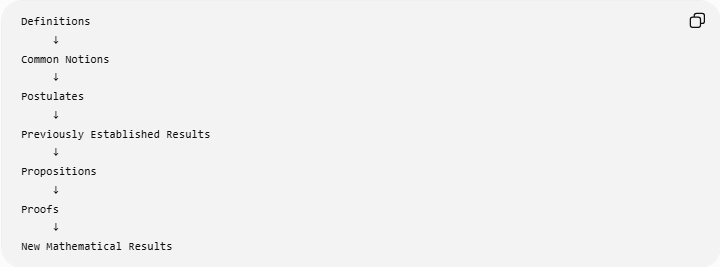 Definitions
↓
Common Notions
↓
Postulates
↓
Previously Established Results
↓
Propositions
↓
Proofs
↓
New Mathematical Results